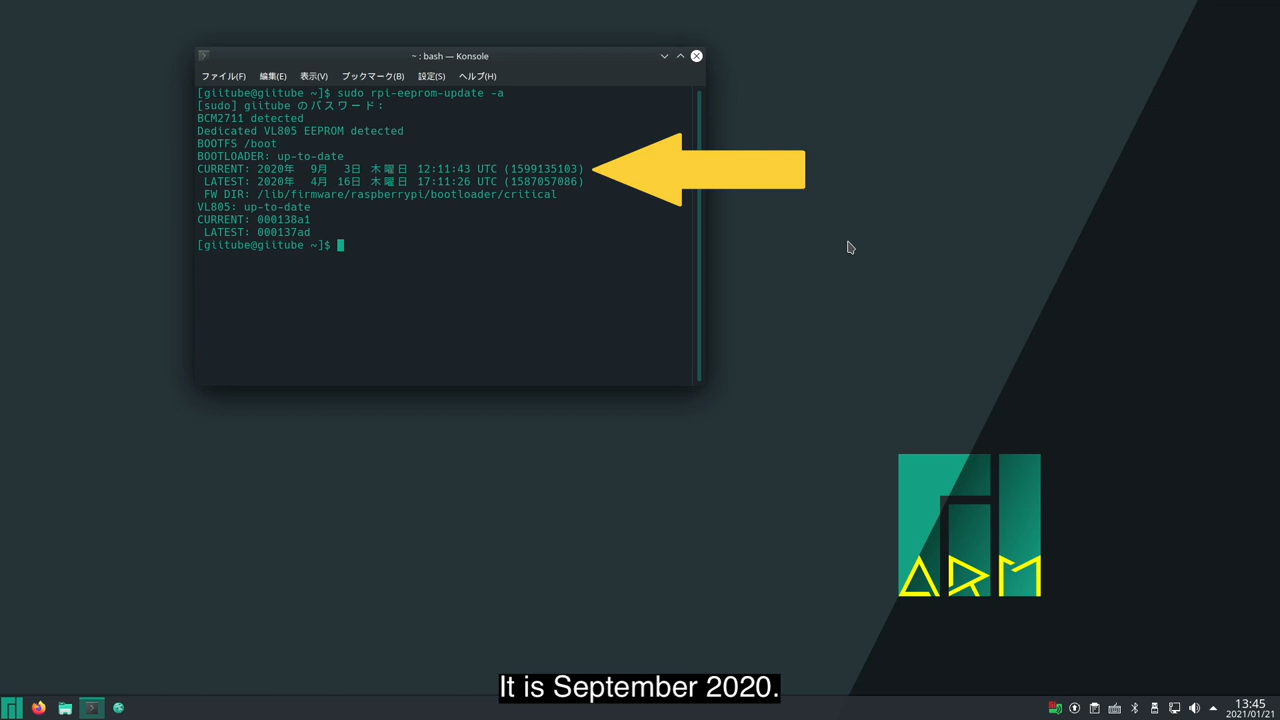 ~ : bash — Konsole
ファイル(F) 編集(E) 表示(V) ブックマーク(B) 設定(S) ヘルプ(H)
[giitube@giitube ~]$ sudo rpi-eeprom-update -a
[sudo] giitube のパスワード:
BCM2711 detected
Dedicated VL805 EEPROM detected
BOOTFS /boot
BOOTLOADER: up-to-date
CURRENT: 2020年 9月 3日 木曜日 12:11:43 UTC (1599135103)
LATEST: 2020年 4月 16日 木曜日 17:11:26 UTC (1587057086)
FW DIR: /lib/firmware/raspberrypi/bootloader/critical
VL805: up-to-date
CURRENT: 000138a1
LATEST: 000137ad
[giitube@giitube ~]$
ARM
It is September 2020.
13:45
2021/01/21